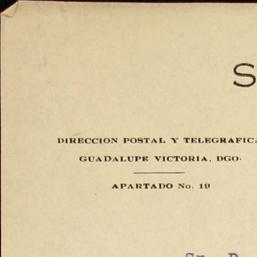 S
DIRECCION POSTAL Y TELEGRAFICA
GUADALUPE VICTORIA, DGO.
APARTADO No. 19